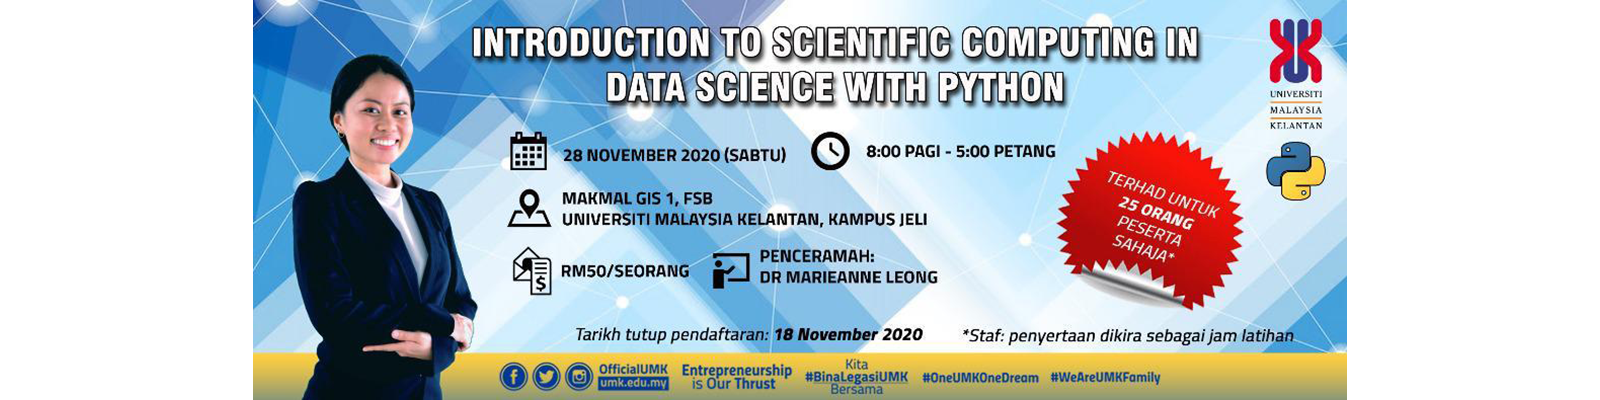 INTRODUCTION TO SCIENTIFIC COMPUTING IN
DATA SCIENCE WITH PYTHON
UNIVERSITI
MALAYSIA
KELANTAN
28 NOVEMBER 2020 (SABTU)
8:00 PAGI - 5:00 PETANG
MAKMAL GIS 1, FSB
UNIVERSITI MALAYSIA KELANTAN, KAMPUS JELI
TERHAD UNTUK
25 ORANG
PESERTA
SAHAJA*
RM50/SEORANG
PENCERAMAH:
DR MARIEANNE LEONG
Tarikh tutup pendaftaran: 18 November 2020
*Staf: penyertaan dikira sebagai jam latihan
OfficialUMK
umk.edu.my
Entrepreneurship
is Our Thrust
Kita
#BinaLegasiUMK
Bersama
#OneUMKOneDream
#WeAreUMKFamily